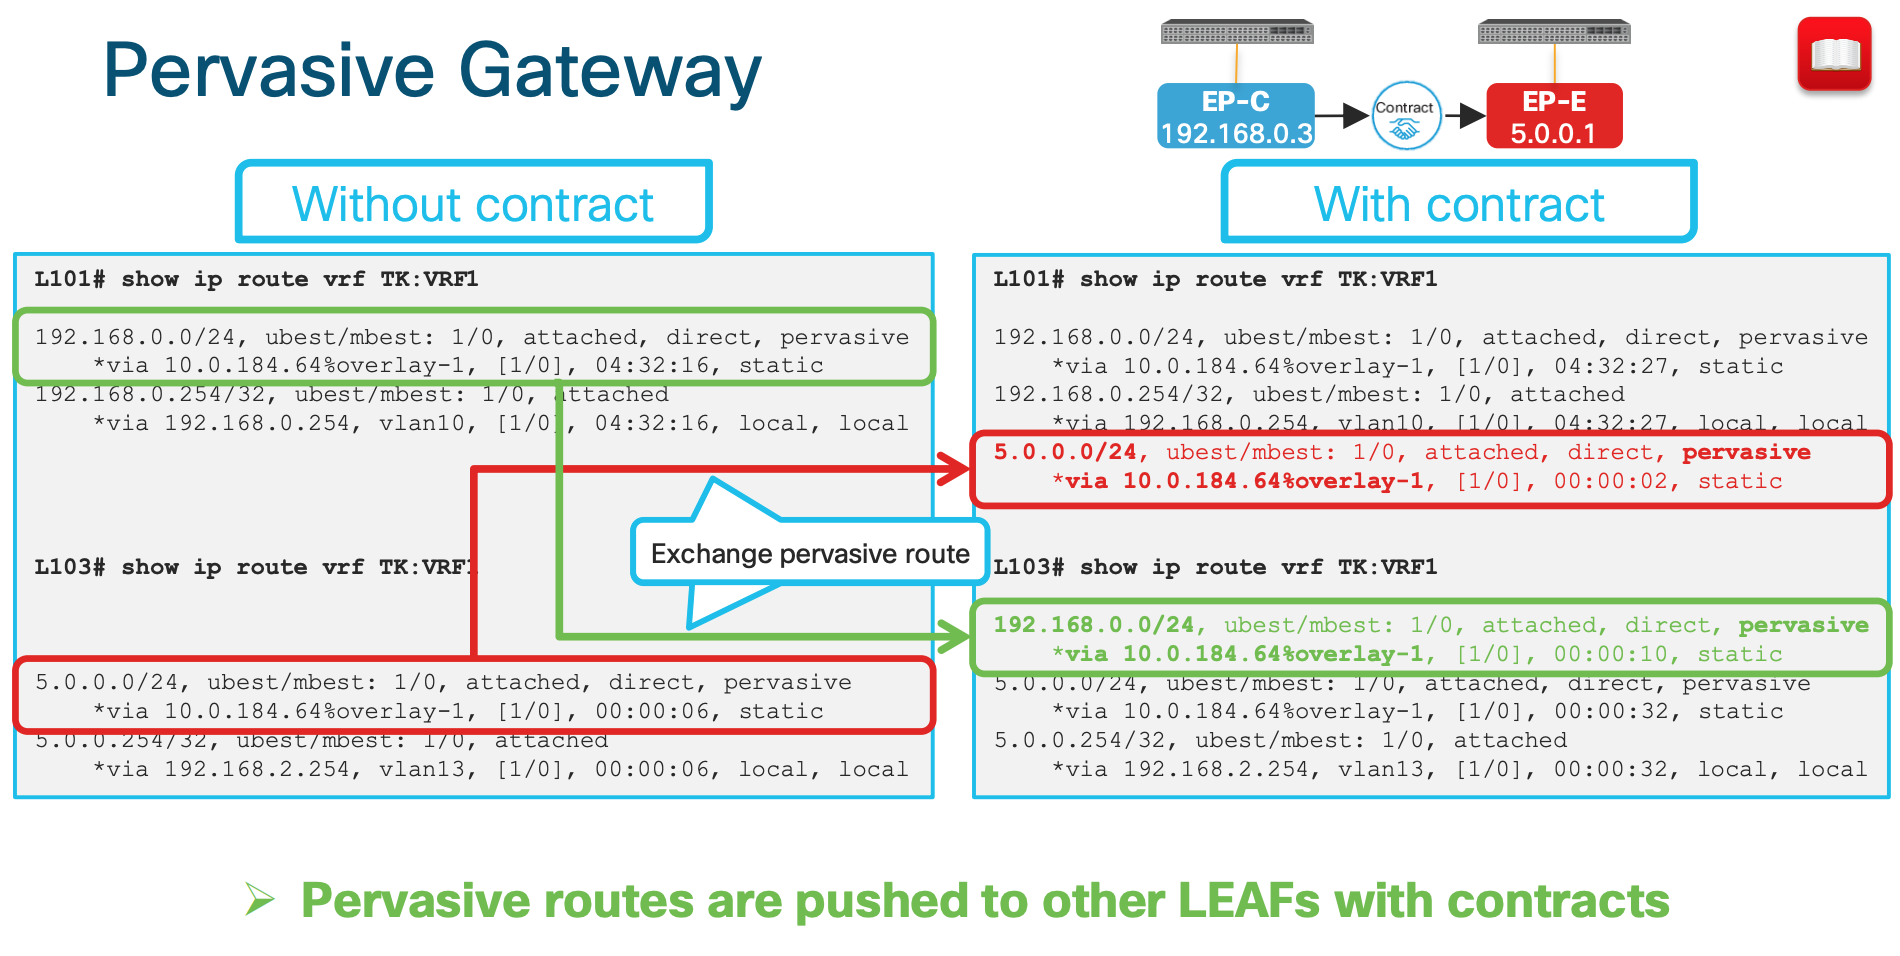 Pervasive Gateway
EP-C
192.168.0.3
Contract
EP-E
5.0.0.1
Without contract
L101# show ip route vrf TK:VRF1
192.168.0.0/24, ubest/mbest: 1/0, attached, direct, pervasive
*via 10.0.184.64%overlay-1, [1/0], 04:32:16, static
192.168.0.254/32, ubest/mbest: 1/0, attached
*via 192.168.0.254, vlan10, [1/0], 04:32:16, local, local
L103# show ip route vrf TK:VRF1
5.0.0.0/24, ubest/mbest: 1/0, attached, direct, pervasive
*via 10.0.184.64%overlay-1, [1/0], 00:00:06, static
5.0.0.254/32, ubest/mbest: 1/0, attached
*via 192.168.2.254, vlan13, [1/0], 00:00:06, local, local
Exchange pervasive route
With contract
L101# show ip route vrf TK:VRF1
192.168.0.0/24, ubest/mbest: 1/0, attached, direct, pervasive
*via 10.0.184.64%overlay-1, [1/0], 04:32:27, static
192.168.0.254/32, ubest/mbest: 1/0, attached
*via 192.168.0.254, vlan10, [1/0], 04:32:27, local, local
5.0.0.0/24, ubest/mbest: 1/0, attached, direct, pervasive
*via 10.0.184.64%overlay-1, [1/0], 00:00:02, static
L103# show ip route vrf TK:VRF1
192.168.0.0/24, ubest/mbest: 1/0, attached, direct, pervasive
*via 10.0.184.64%overlay-1, [1/0], 00:00:10, static
5.0.0.0/24, ubest/mbest: 1/0, attached, direct, pervasive
*via 10.0.184.64%overlay-1, [1/0], 00:00:32, static
5.0.0.254/32, ubest/mbest: 1/0, attached
*via 192.168.2.254, vlan13, [1/0], 00:00:32, local, local
➢ Pervasive routes are pushed to other LEAFs with contracts